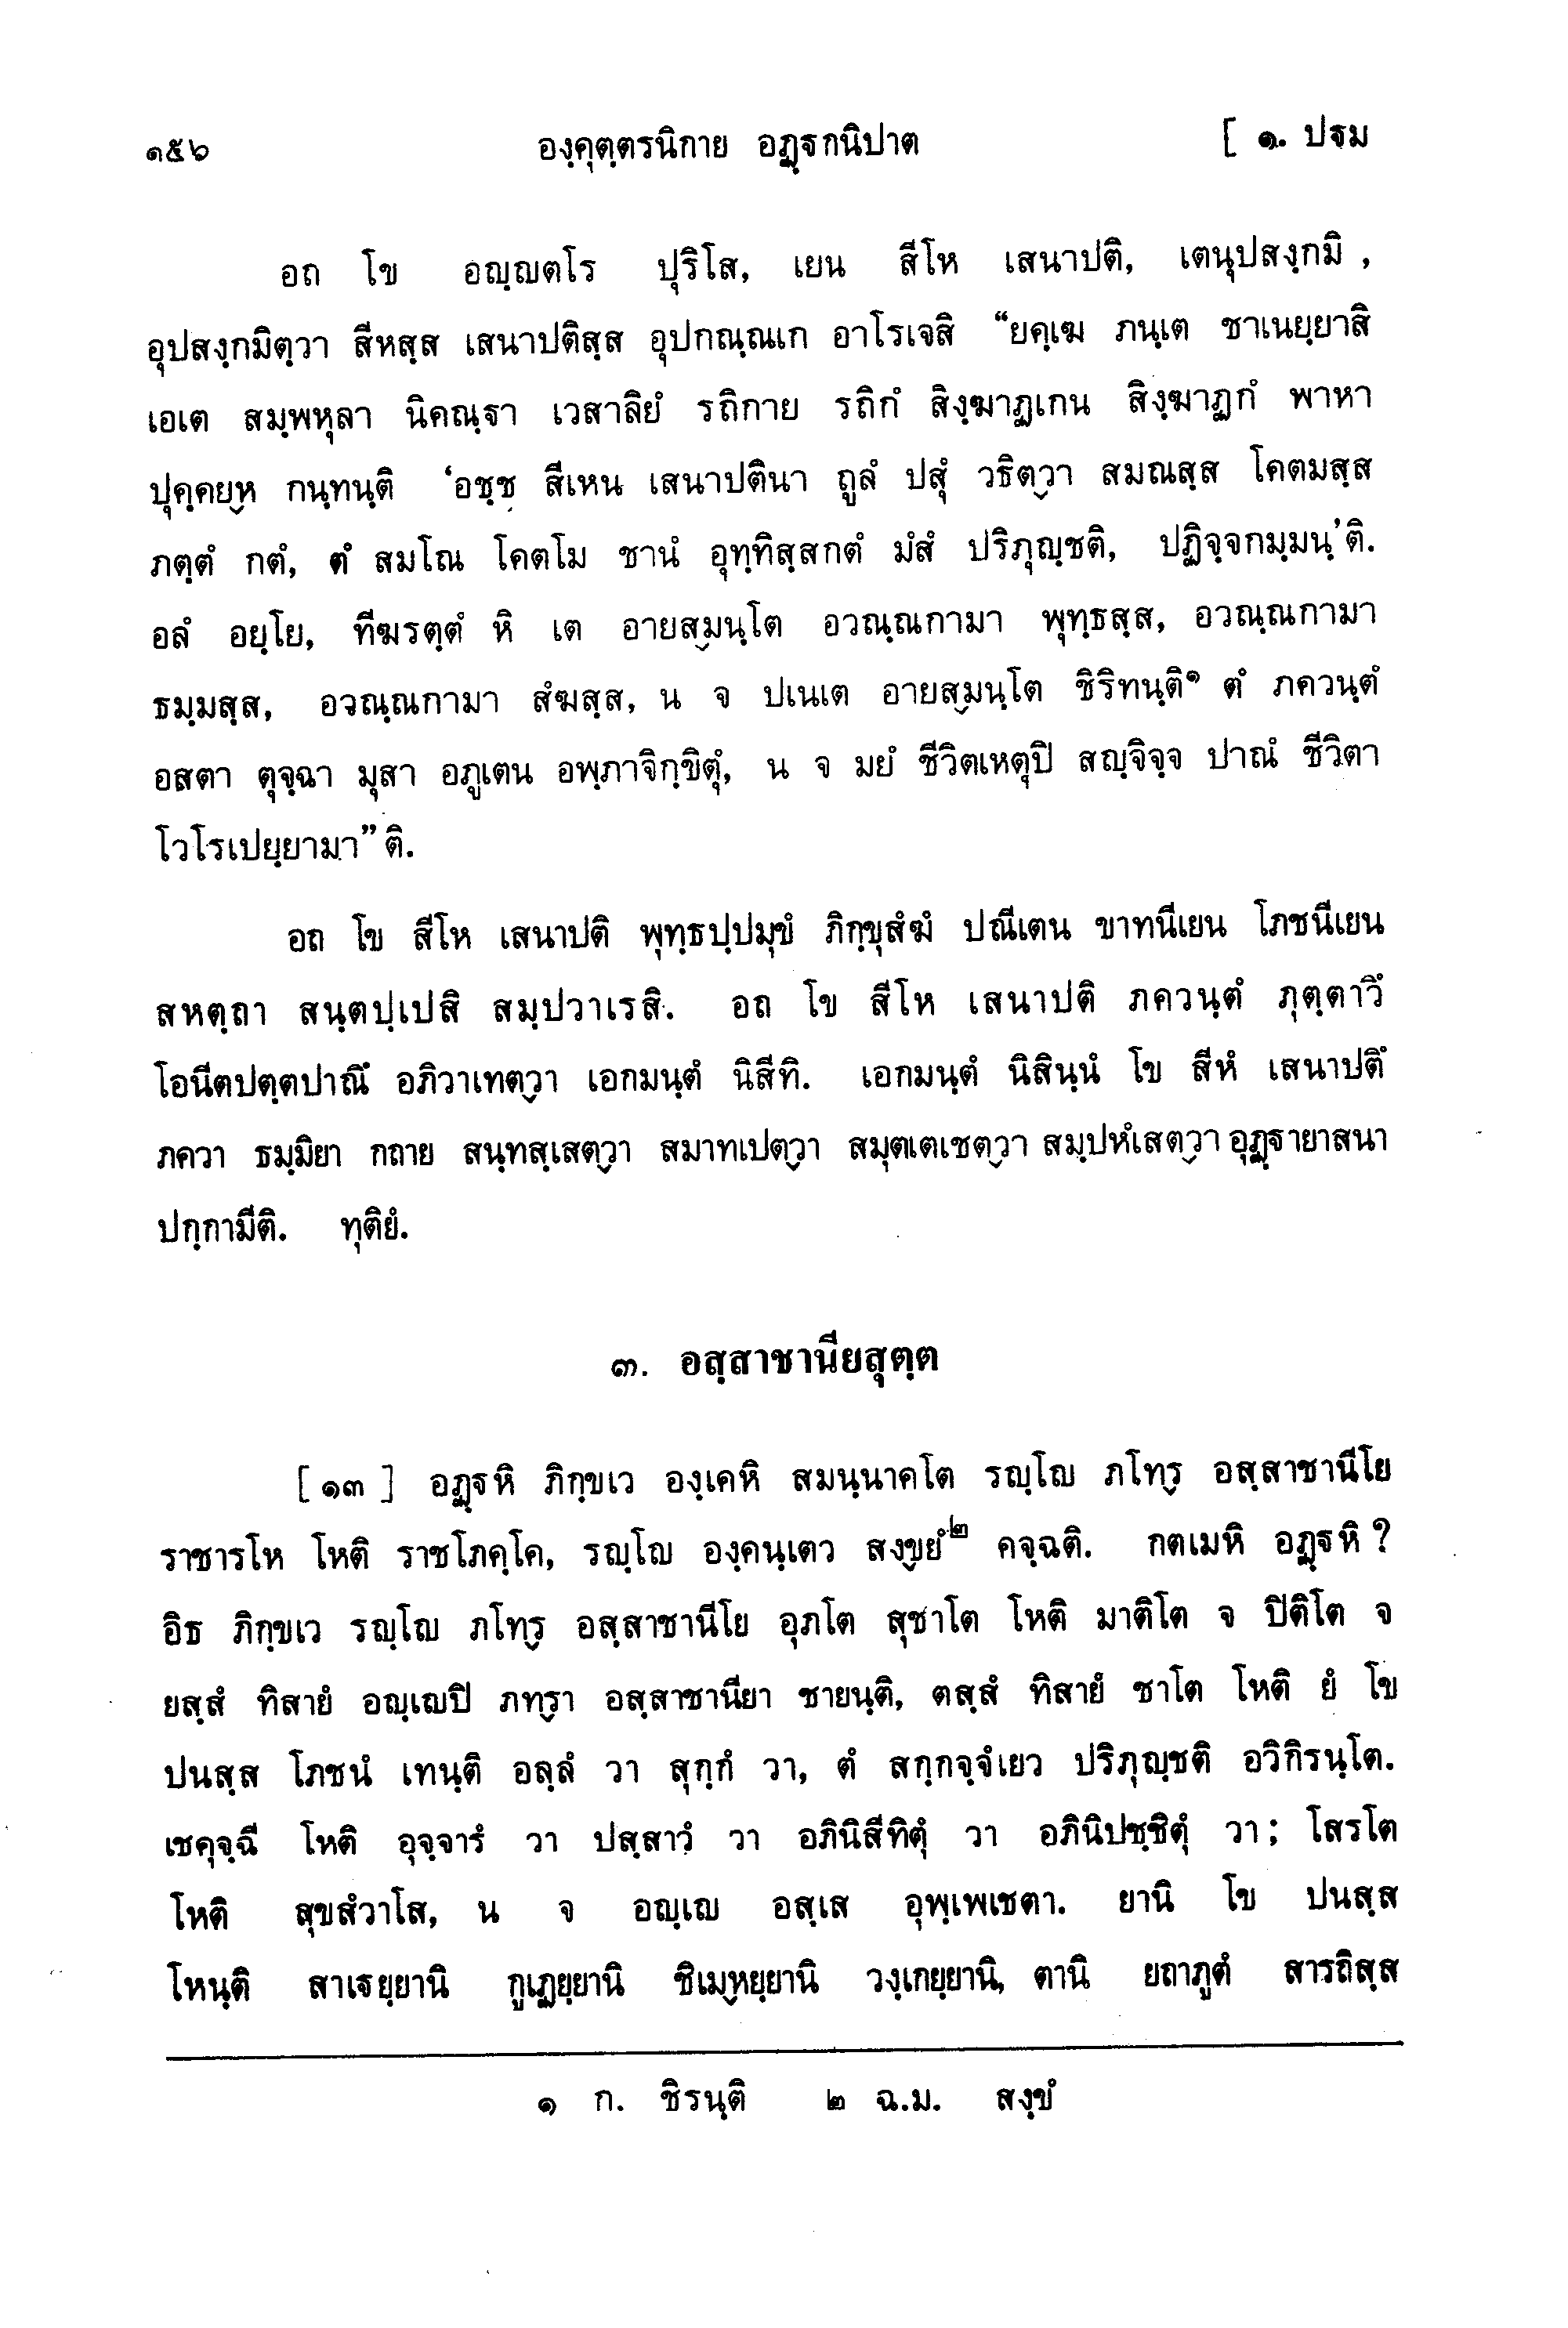 ๑๕๖ องฺคุตฺตรนิกาย อฏฺฐกนิปาต [ ๑. ปฐม
อถ โข อญฺญตโร ปุริโส, เยน สีโห เสนาปติ, เตนุปสงฺกมิ ,
อุปสงฺกมิตฺวา สีหสฺส เสนาปติสฺส อุปกณฺณเก อาโรเจสิ “ยคฺเฆ ภนฺเต ชาเนยฺยาสิ
เอเต สมฺพหุลา นิคณฺฐา เวสาลิยํ รถิกาย รถิกํ สิงฺฆาฏเกน สิงฺฆาฏกํ พาหา
ปุคฺคยฺห กนฺทนฺติ ‘อชฺช สีเหน เสนาปตินา ถูลํ ปสุํ วธิตฺวา สมณสฺส โคตมสฺส
ภตฺตํ กตํ, ตํ สมโณ โคตโม ชานํ อุทฺทิสฺสกตํ มํสํ ปริภุญฺชติ, ปฏิจฺจกมฺมนฺ’ติ.
อลํ อยฺโย, ทีฆรตฺตํ หิ เต อายสฺมนฺโต อวณฺณกามา พุทฺธสฺส, อวณฺณกามา
ธมฺมสฺส, อวณฺณกามา สํฆสฺส, น จ ปเนเต อายสฺมนฺโต ชิริทนฺติ๑ ตํ ภควนฺตํ
อสตา ตุจฺฉา มุสา อภูเตน อพฺภาจิกฺขิตุํ, น จ มยํ ชีวิตเหตุปิ สญฺจิจฺจ ปาณํ ชีวิตา
โวโรเปยฺยามา”ติ.
อถ โข สีโห เสนาปติ พุทฺธปฺปมุขํ ภิกฺขุสํฆํ ปณีเตน ขาทนีเยน โภชนีเยน
สหตฺถา สนฺตปฺเปสิ สมฺปวาเรสิ. อถ โข สีโห เสนาปติ ภควนฺตํ ภุตฺตาวึ
โอนีตปตฺตปาณึ อภิวาเทตฺวา เอกมนฺตํ นิสีทิ. เอกมนฺตํ นิสินฺนํ โข สีหํ เสนาปตึ
ภควา ธมฺมิยา กถาย สนฺทสฺเสตฺวา สมาทเปตฺวา สมุตเตเชตฺวา สมฺปหํเสตฺวา อุฏฺฐายาสนา
ปกฺกามีติ. ทุติยํ.
๓. อสฺสาชานียสุตฺต
[ ๑๓ ] อฏฺฐหิ ภิกฺขเว องฺเคหิ สมนฺนาคโต รญฺโญ ภโทฺร อสฺสาชานีโย
ราชารโห โหติ ราชโภคฺโค, รญฺโญ องฺคนฺเตว สงฺขฺยํ๒ คจฺฉติ. กตเมหิ อฏฺฐหิ ?
อิธ ภิกฺขเว รญฺโญ ภโทฺร อสฺสาชานีโย อุภโต สุชาโต โหติ มาติโต จ ปิติโต จ
ยสฺสํ ทิสายํ อญฺเญปิ ภทฺรา อสฺสาชานียา ชายนฺติ, ตสฺสํ ทิสายํ ชาโต โหติ ยํ โข
ปนสฺส โภชนํ เทนฺติ อลฺลํ วา สุกฺกํ วา, ตํ สกฺกจฺจํเยว ปริภุญฺชติ อวิกิรนฺโต.
เชคุจฺฉี โหติ อุจฺจารํ วา ปสฺสาวํ วา อภินิสีทิตุํ วา อภินิปชฺชิตุํ วา ; โสรโต
โหติ สุขสํวาโส, น จ อญฺเญ อสฺเส อุพฺเพเชตา. ยานิ โข ปนสฺส
โหนฺติ สาเฐยฺยานิ กูเฏยฺยานิ ชิเมฺหยฺยานิ วงฺเกยฺยานิ, ตานิ ยถาภูตํ สารถิสฺส
๑ ก. ชิรนฺติ ๒ ฉ.ม. สงฺขํ